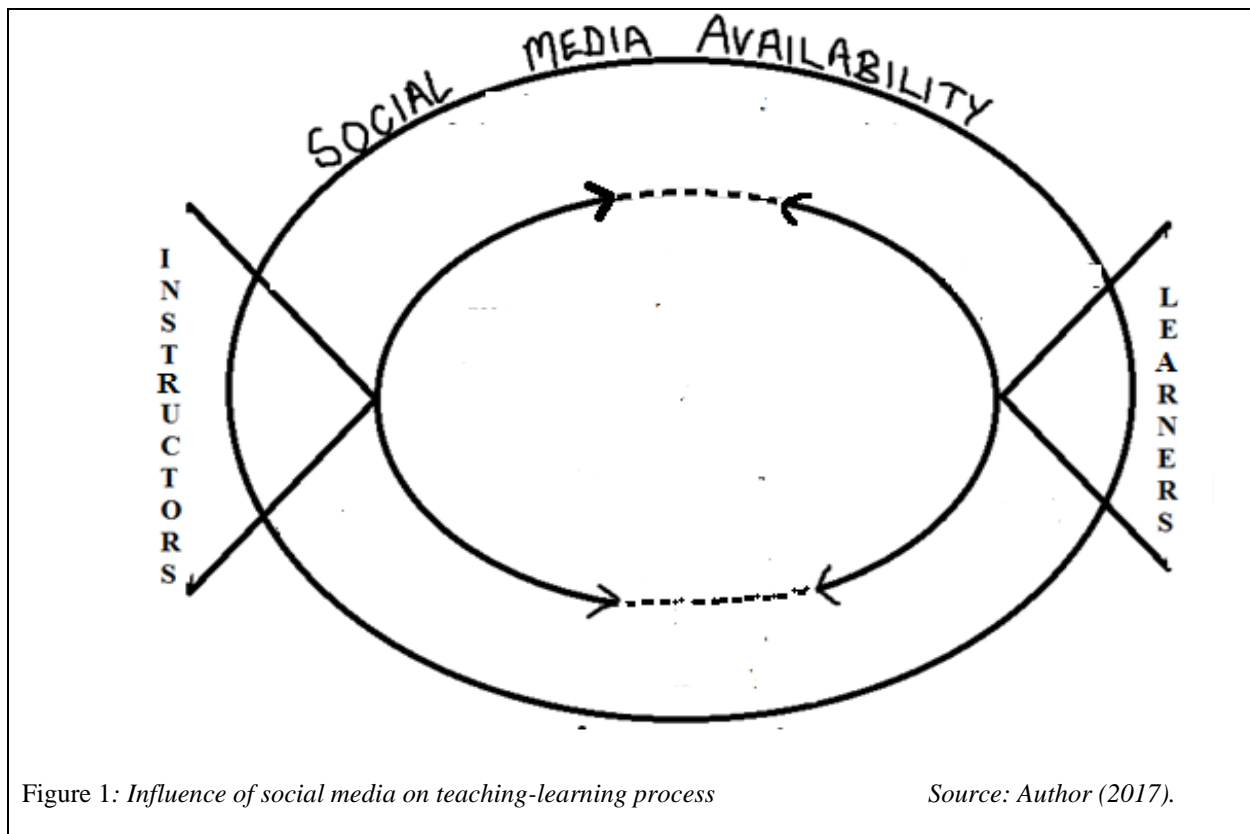 SOCIAL MEDIA AVAILABILITY
INSTRUCTORS
LEARNERS
Figure 1: Influence of social media on teaching-learning process Source: Author (2017).